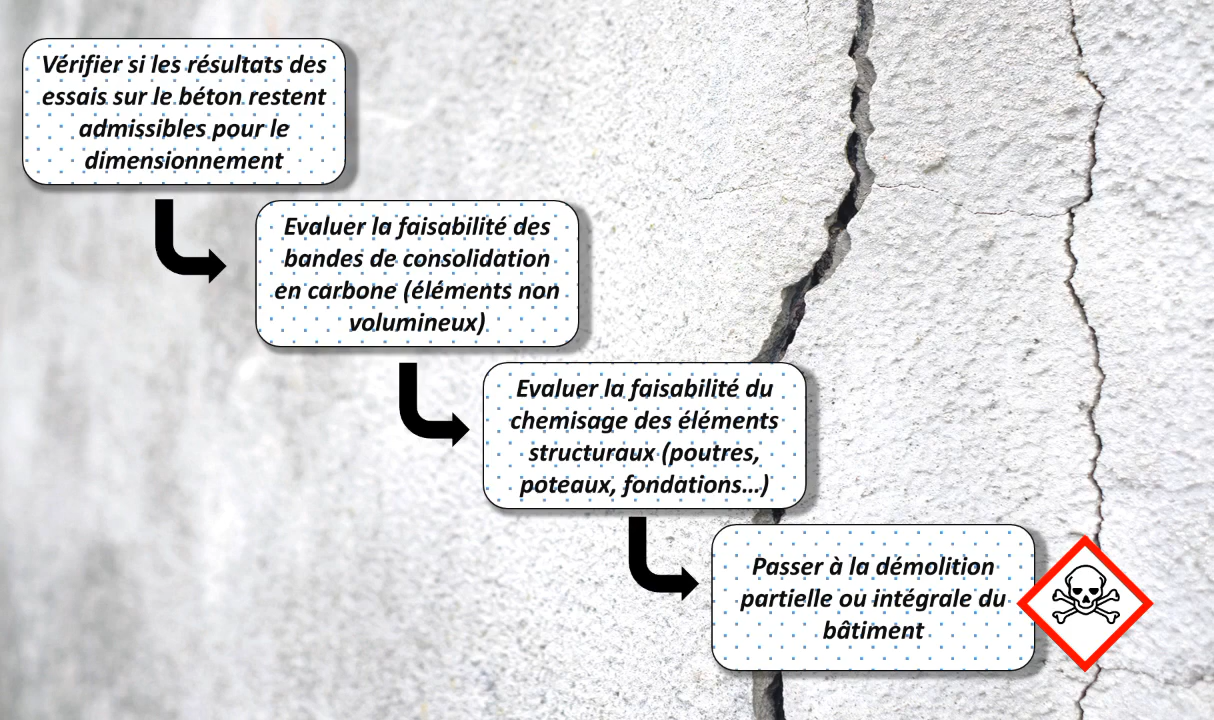 Vérifier si les résultats des
essais sur le béton restent
admissibles pour le
dimensionnement
Evaluer la faisabilité des
bandes de consolidation
en carbone (éléments non
volumineux)
Evaluer la faisabilité du
chemisage des éléments
structuraux (poutres,
poteaux, fondations…)
Passer à la démolition
partielle ou intégrale du
bâtiment